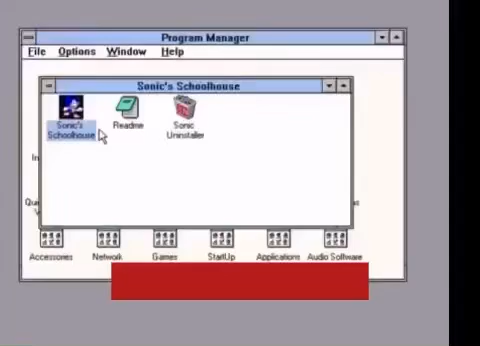 Program Manager
File Options Window Help
Sonic's Schoolhouse
Sonic's Schoolhouse
Readme
Sonic Uninstaller
Accessories Network Games StartUp Applications Audio Software